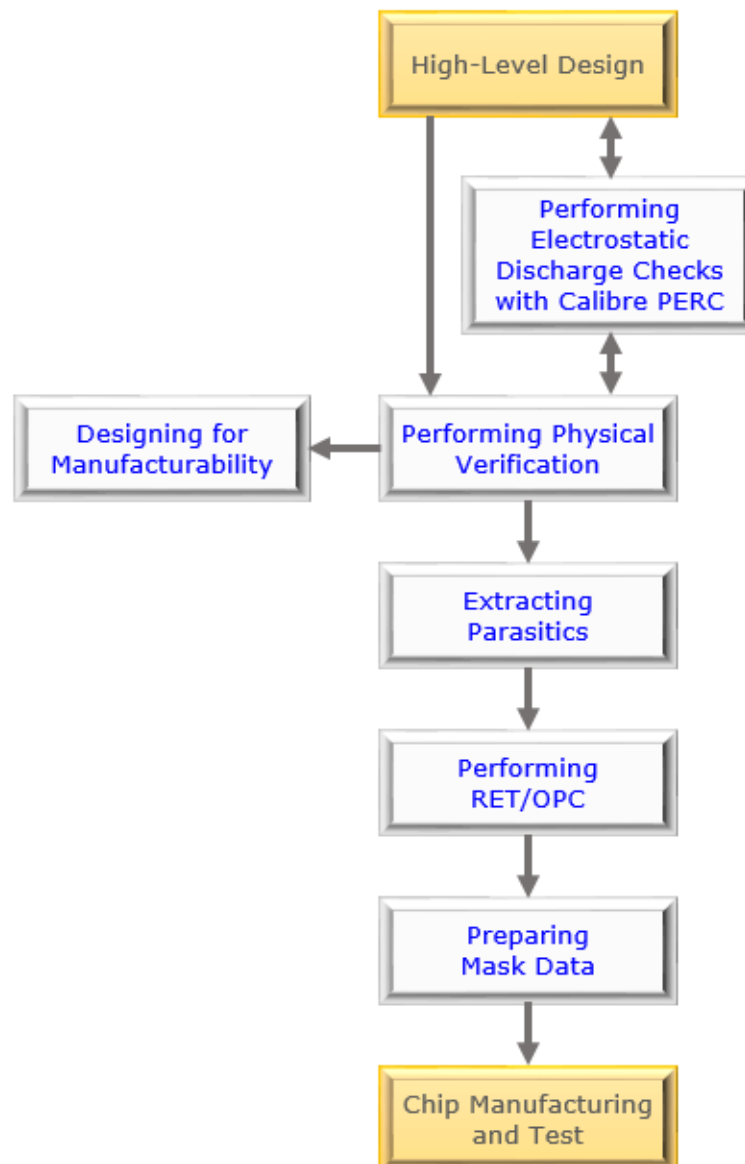 High-Level Design
Performing
Electrostatic
Discharge Checks
with Calibre PERC
Designing for
Manufacturability
Performing Physical
Verification
Extracting
Parasitics
Performing
RET/OPC
Preparing
Mask Data
Chip Manufacturing
and Test